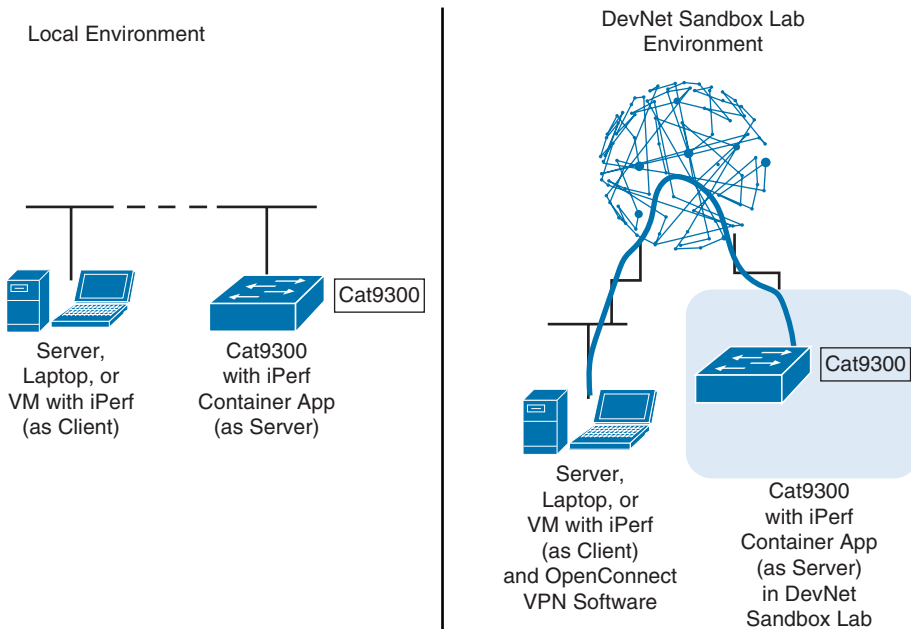 Local Environment
Cat9300
Server,
Laptop, or
VM with iPerf
(as Client)
Cat9300
with iPerf
Container App
(as Server)
DevNet Sandbox Lab
Environment
Cat9300
Server,
Laptop, or
VM with iPerf
(as Client)
and OpenConnect
VPN Software
Cat9300
with iPerf
Container App
(as Server)
in DevNet
Sandbox Lab